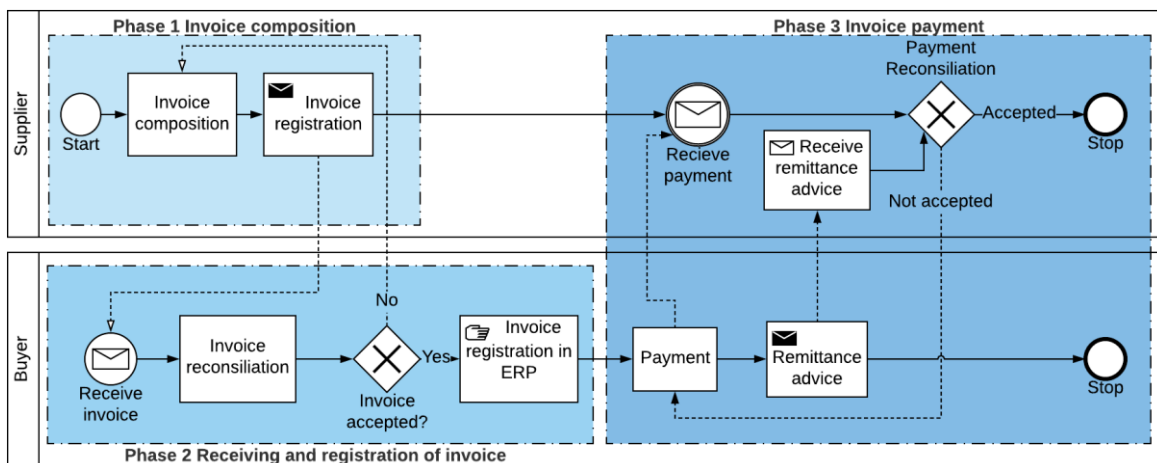 Phase 1 Invoice composition
Phase 3 Invoice payment
Supplier
Start
Invoice
composition
Invoice
registration
Recieve
payment
Receive
remittance
advice
Payment
Reconsiliation
Accepted
Not accepted
Stop
Buyer
Receive
invoice
Invoice
reconsiliation
No
Invoice
accepted?
Yes
Invoice
registration in
ERP
Payment
Remittance
advice
Stop
Phase 2 Receiving and registration of invoice